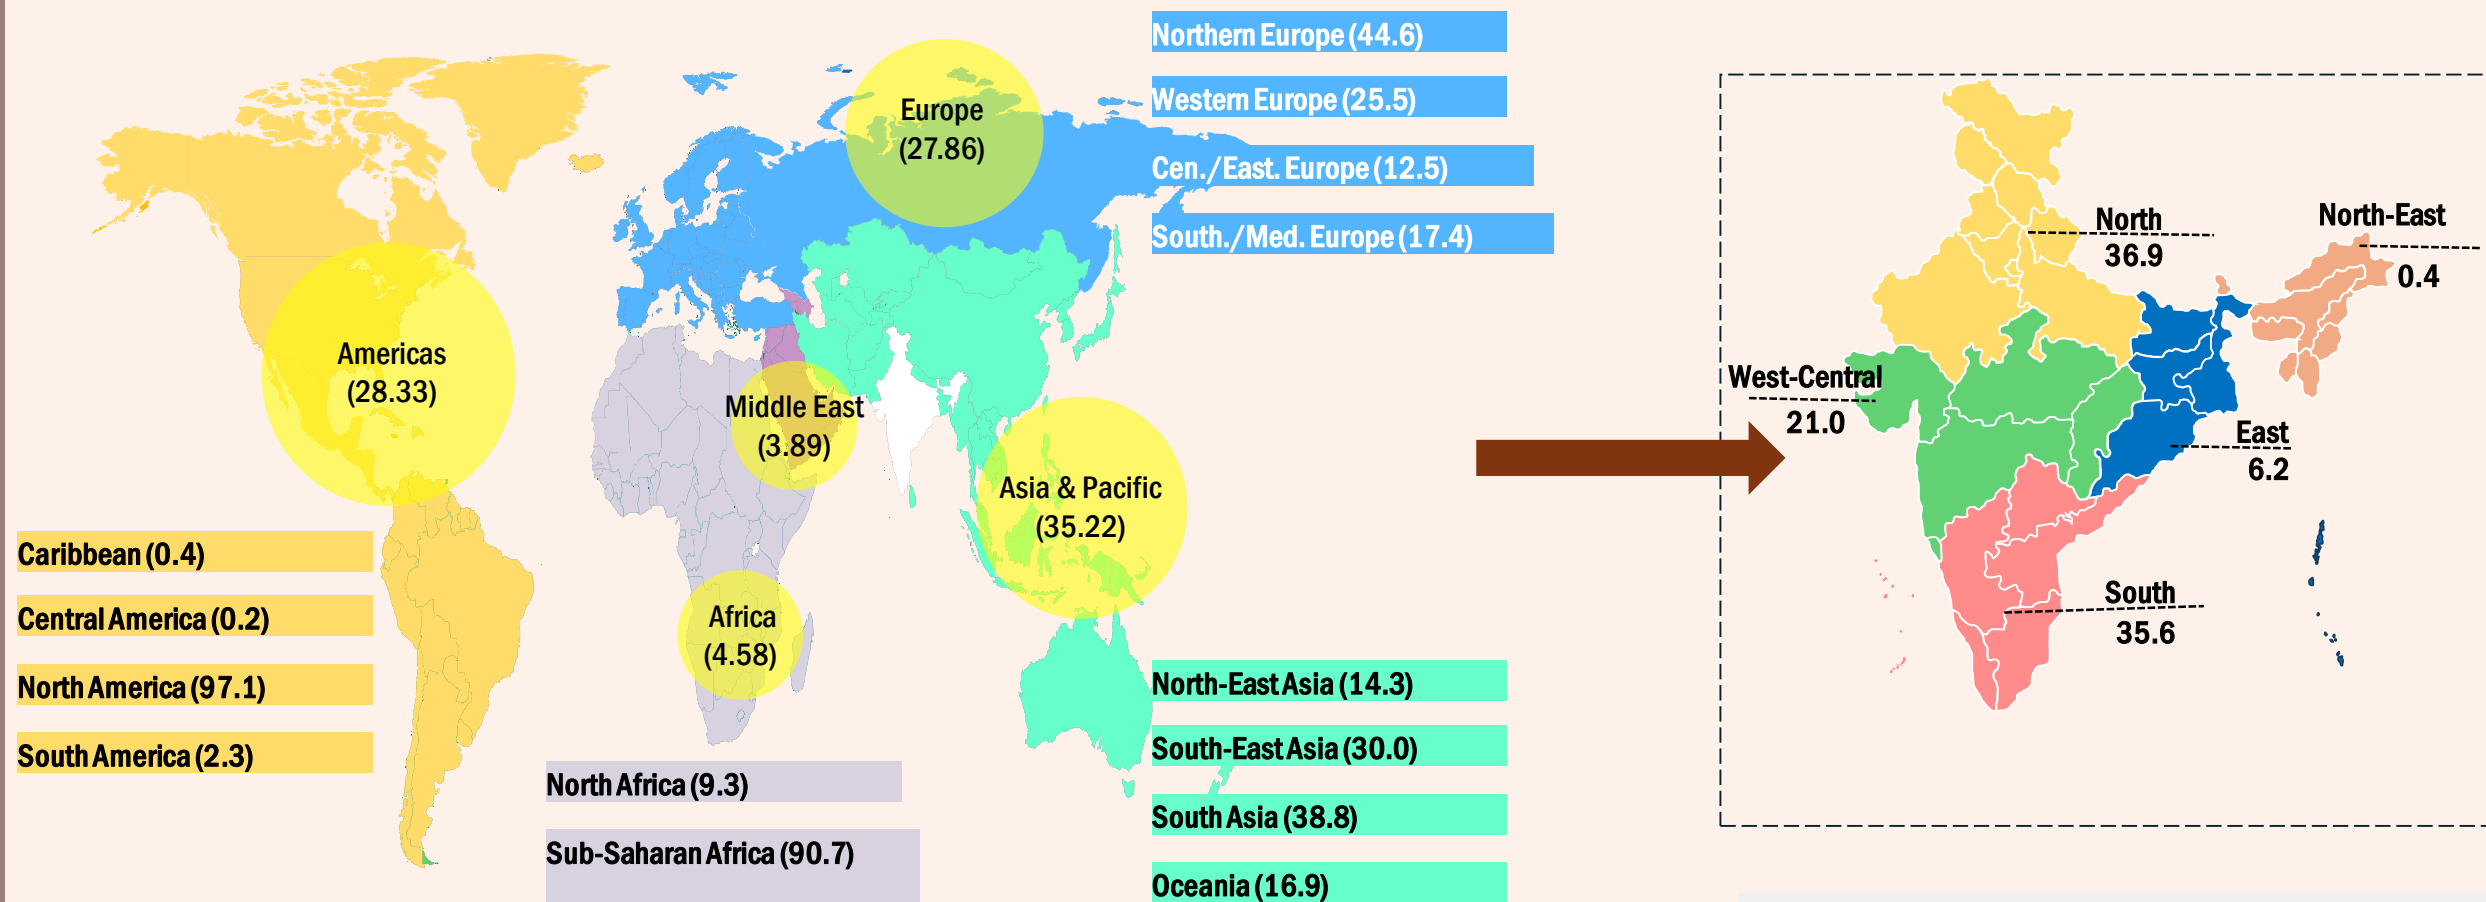 Northern Europe (44.6)
Western Europe (25.5)
Cen./East. Europe (12.5)
South./Med. Europe (17.4)
Europe
(27.86)
Americas
(28.33)
Middle East
(3.89)
Asia & Pacific
(35.22)
Africa
(4.58)
Caribbean (0.4)
Central America (0.2)
North America (97.1)
South America (2.3)
North Africa (9.3)
Sub-Saharan Africa (90.7)
North-East Asia (14.3)
South-East Asia (30.0)
South Asia (38.8)
Oceania (16.9)
North
36.9
North-East
0.4
West-Central
21.0
East
6.2
South
35.6